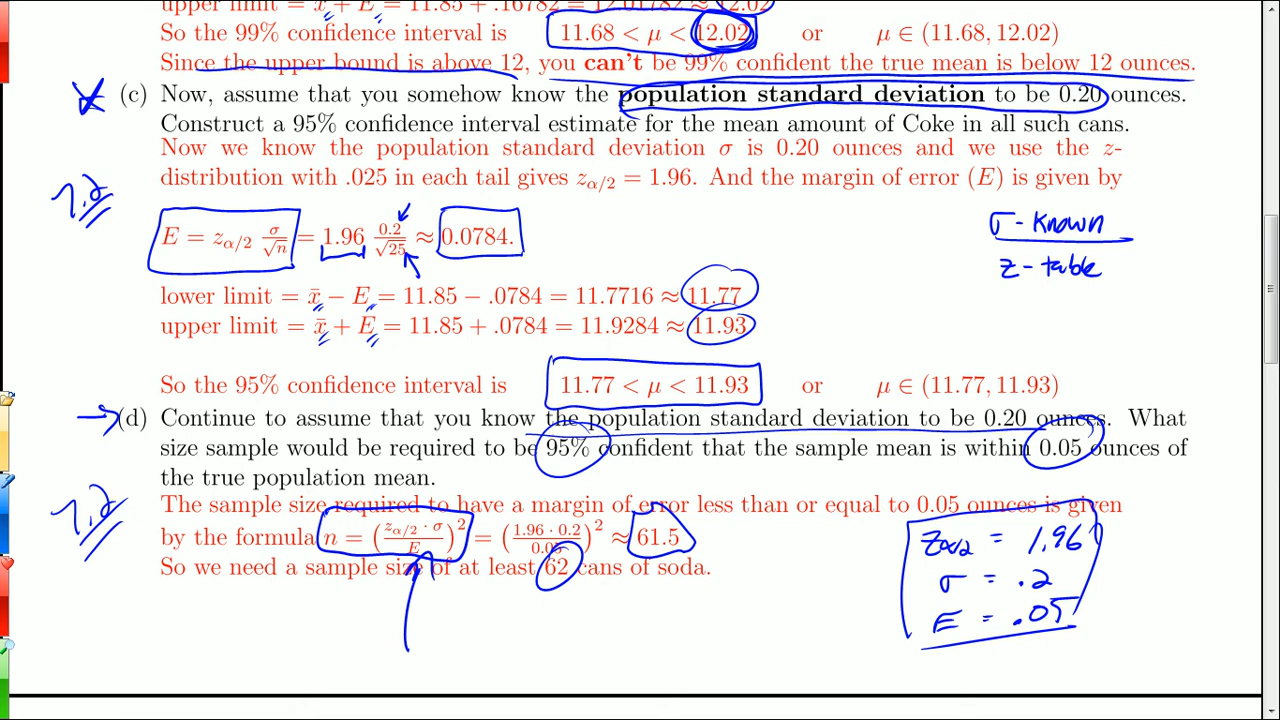 upper limit = x̄ + E = 11.85 + .16782 = 12.01782 ≈ 12.02
So the 99% confidence interval is 11.68 < μ < 12.02 or μ ∈ (11.68, 12.02)
Since the upper bound is above 12, you can't be 99% confident the true mean is below 12 ounces.
(c) Now, assume that you somehow know the population standard deviation to be 0.20 ounces.
Construct a 95% confidence interval estimate for the mean amount of Coke in all such cans.
Now we know the population standard deviation σ is 0.20 ounces and we use the z-
distribution with .025 in each tail gives zα/2 = 1.96. And the margin of error (E) is given by
7.2
σ - known
E = zα/2 σ/√n = 1.96 0.2/√25 ≈ 0.0784.
z - table
lower limit = x̄ − E = 11.85 − .0784 = 11.7716 ≈ 11.77
upper limit = x̄ + E = 11.85 + .0784 = 11.9284 ≈ 11.93
So the 95% confidence interval is 11.77 < μ < 11.93 or μ ∈ (11.77, 11.93)
(d) Continue to assume that you know the population standard deviation to be 0.20 ounces. What
size sample would be required to be 95% confident that the sample mean is within 0.05 ounces of
the true population mean.
The sample size required to have a margin of error less than or equal to 0.05 ounces is given
7.2
by the formula n = (zα/2 · σ / E)² = (1.96 · 0.2 / 0.05)² ≈ 61.5
So we need a sample size of at least 62 cans of soda.
zα/2 = 1.96
σ = .2
E = .05